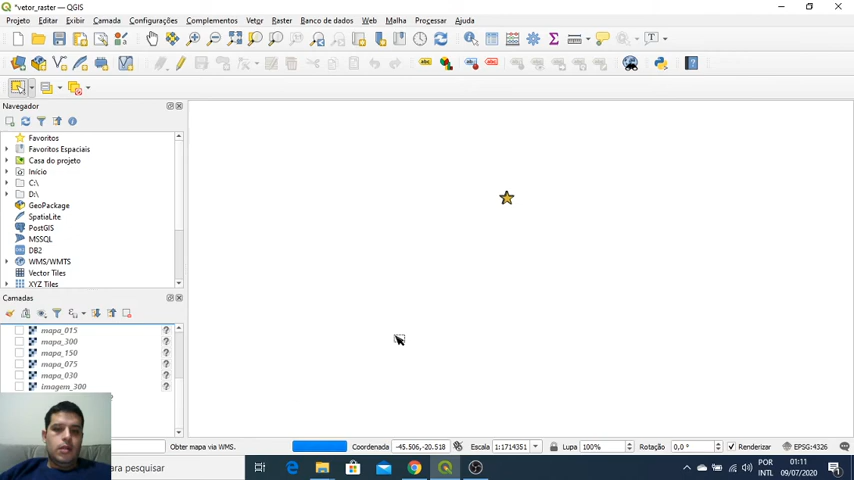 *vetor_raster — QGIS
Projeto Editar Exibir Camada Configurações Complementos Vetor Raster Banco de dados Web Malha Processar Ajuda
Navegador
Favoritos
Favoritos Espaciais
Casa do projeto
Início
C:\
D:\
GeoPackage
SpatiaLite
PostGIS
MSSQL
DB2
WMS/WMTS
Vector Tiles
XYZ Tiles
Camadas
mapa_015 ?
mapa_300 ?
mapa_150 ?
mapa_075 ?
mapa_030 ?
imagem_300 ?
Obter mapa via WMS. Coordenada -45.506,-20.518 Escala 1:1714351 Lupa 100% Rotação 0,0 ° Renderizar EPSG:4326
para pesquisar
POR 01:11
INTL 09/07/2020